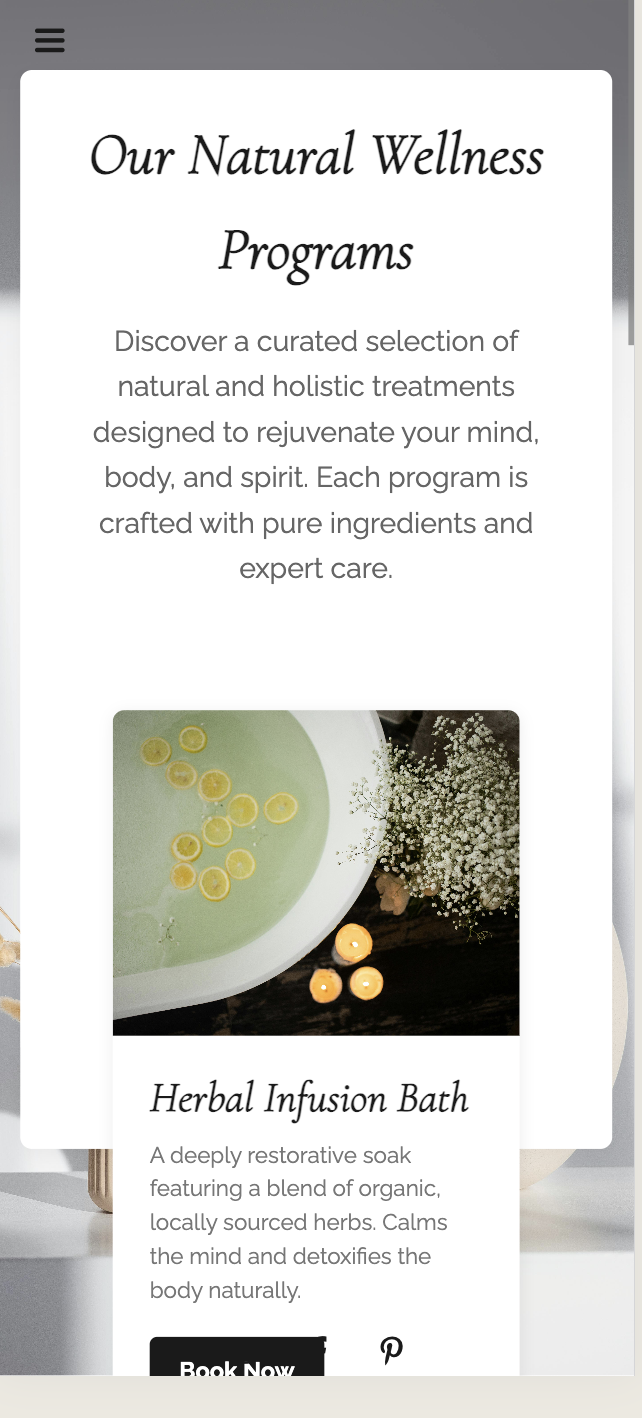 Our Natural Wellness
Programs
Discover a curated selection of
natural and holistic treatments
designed to rejuvenate your mind,
body, and spirit. Each program is
crafted with pure ingredients and
expert care.
Herbal Infusion Bath
A deeply restorative soak
featuring a blend of organic,
locally sourced herbs. Calms
the mind and detoxifies the
body naturally.
Book Now